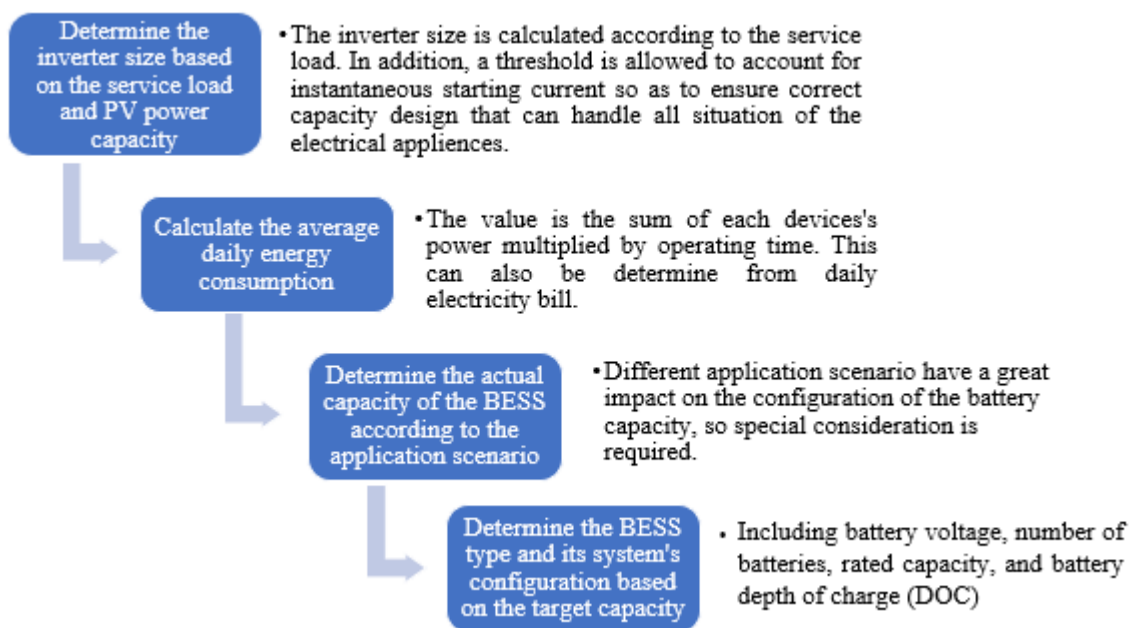 Determine the
inverter size based
on the service load
and PV power
capacity
•The inverter size is calculated according to the service
load. In addition, a threshold is allowed to account for
instantaneous starting current so as to ensure correct
capacity design that can handle all situation of the
electrical appliences.
Calculate the average
daily energy
consumption
•The value is the sum of each devices's
power multiplied by operating time. This
can also be determine from daily
electricity bill.
Determine the actual
capacity of the BESS
according to the
application scenario
•Different application scenario have a great
impact on the configuration of the battery
capacity, so special consideration is
required.
Determine the BESS
type and its system's
configuration based
on the target capacity
• Including battery voltage, number of
batteries, rated capacity, and battery
depth of charge (DOC)